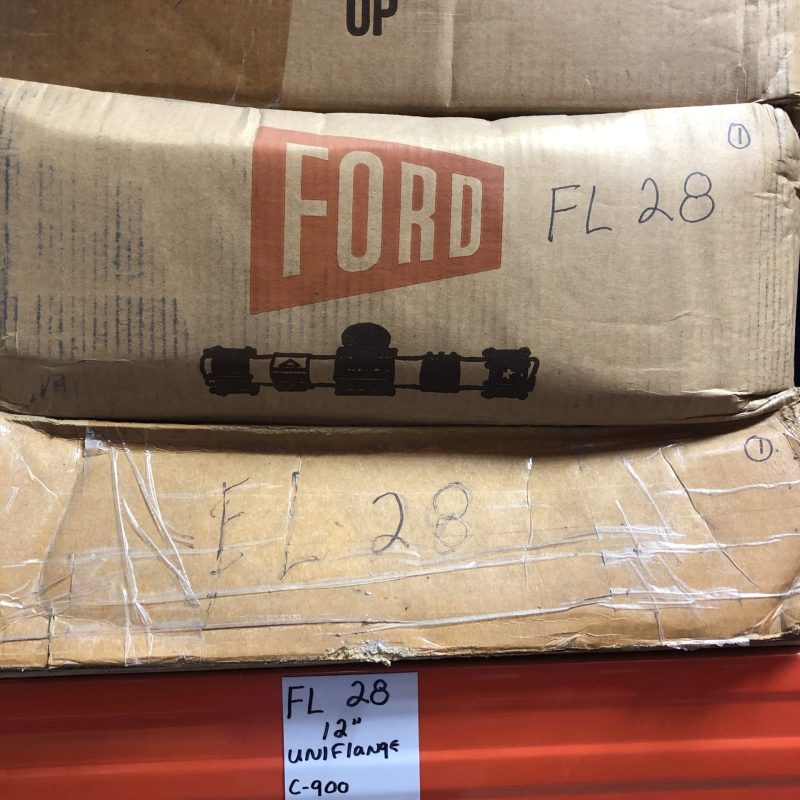 UP
①
FORD
FL 28
①
FL 28
FL 28
12"
UNIFlange
C-900